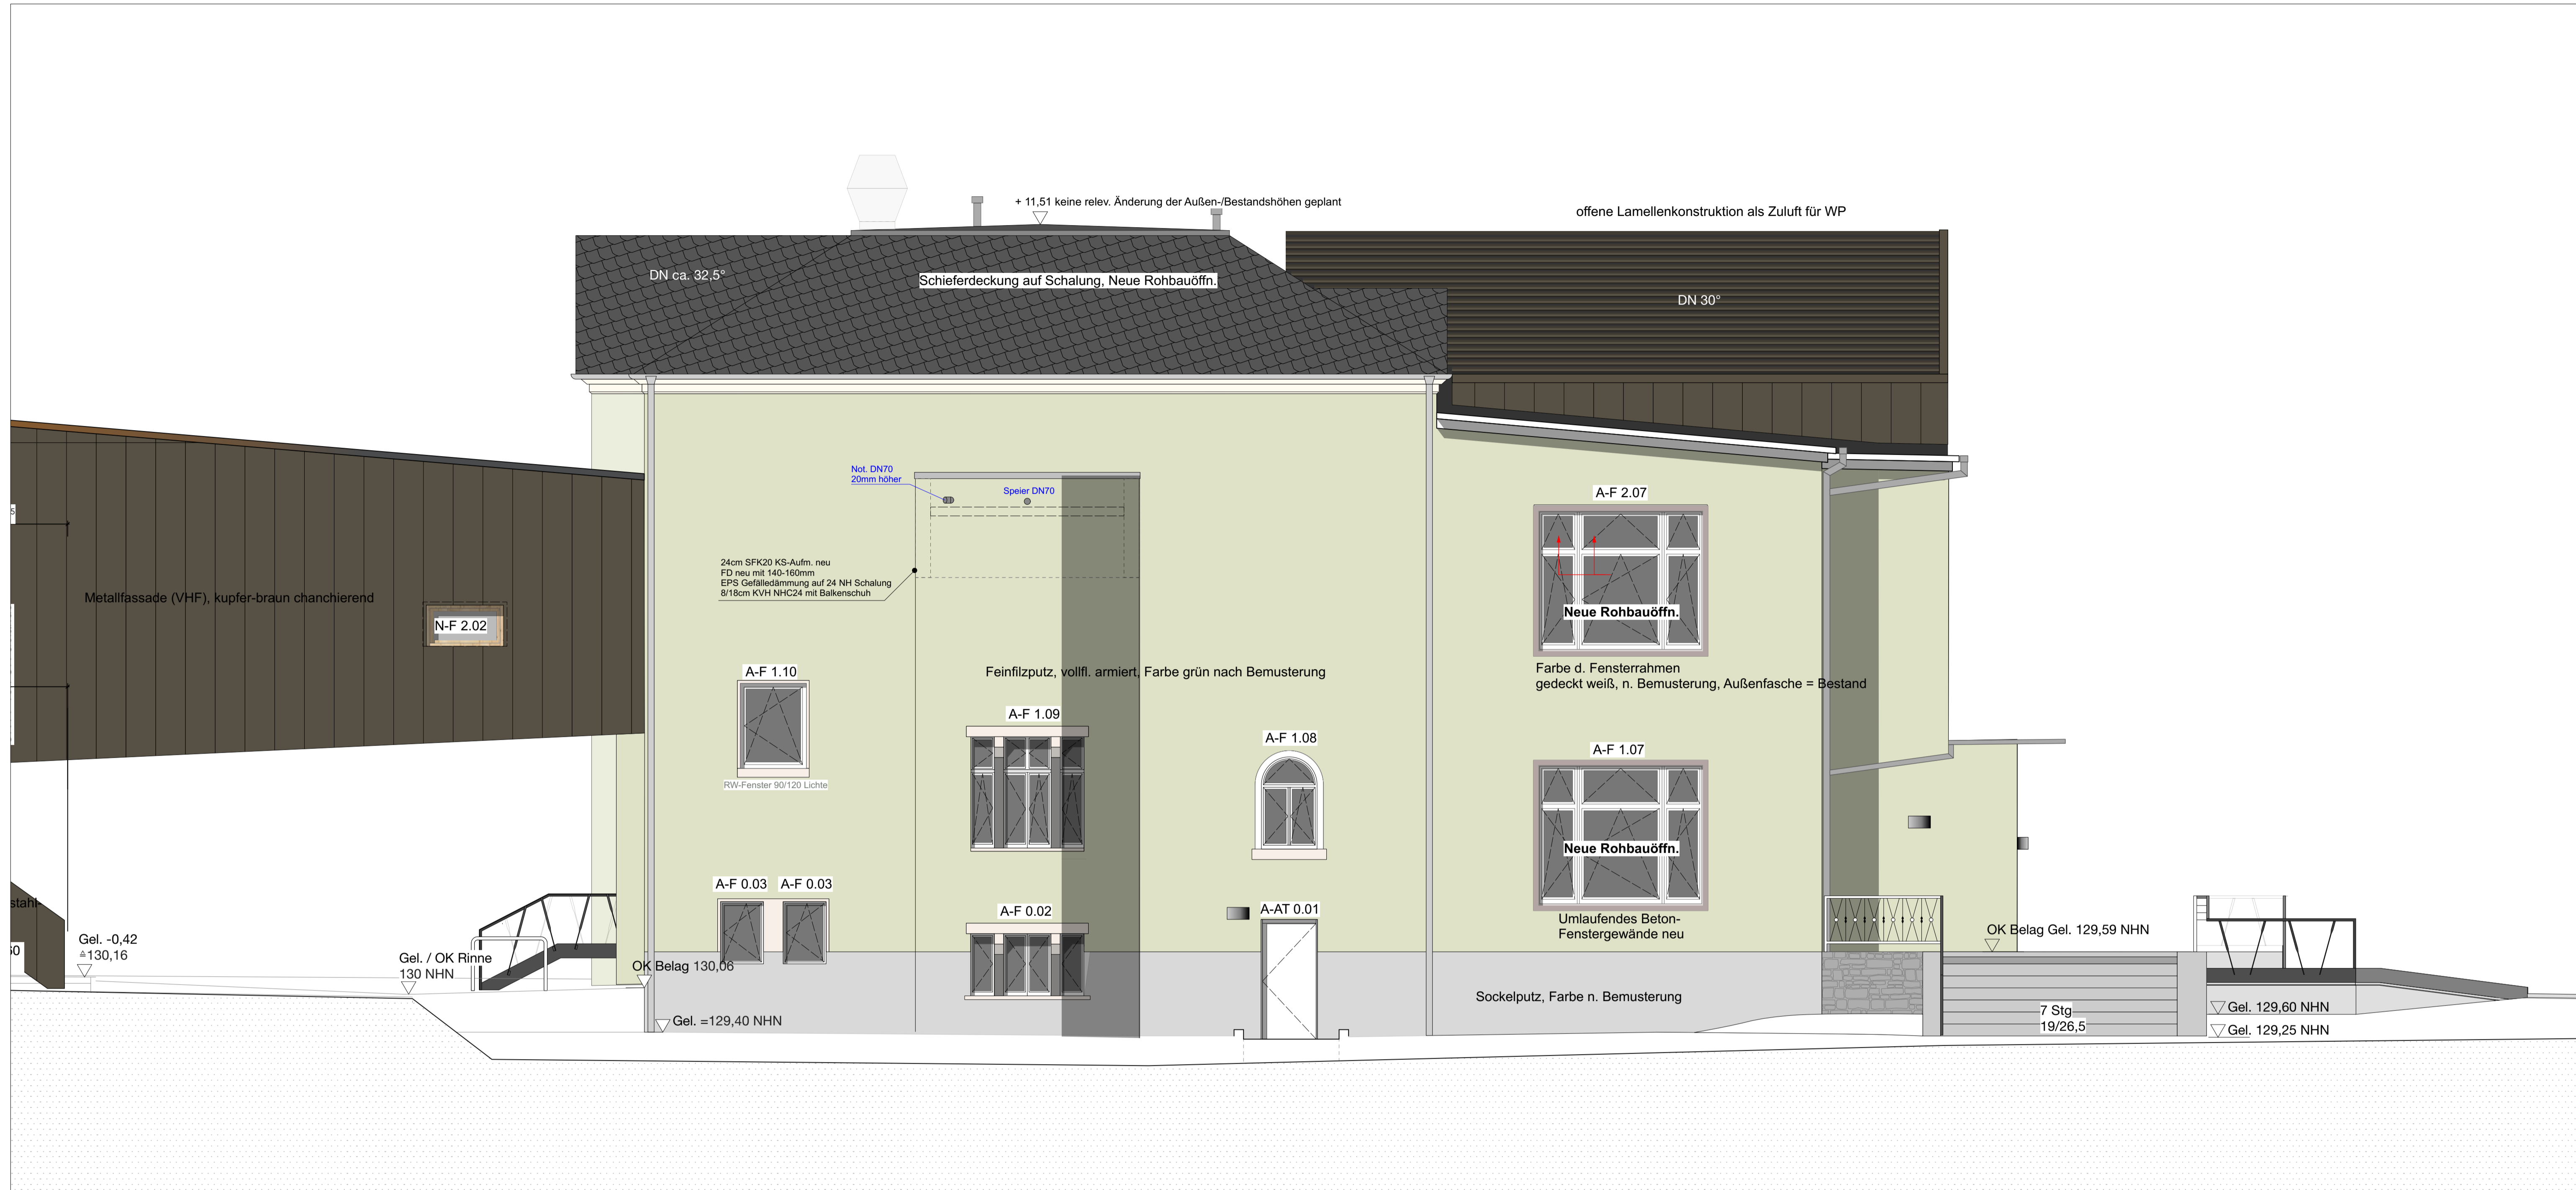 + 11,51 keine relev. Änderung der Außen-/Bestandshöhen geplant
offene Lamellenkonstruktion als Zuluft für WP
DN ca. 32,5°
Schieferdeckung auf Schalung, Neue Rohbauöffn.
DN 30°
Not. DN70
20mm höher
Speier DN70
A-F 2.07
5
24cm SFK20 KS-Aufm. neu
FD neu mit 140-160mm
EPS Gefälledämmung auf 24 NH Schalung
8/18cm KVH NHC24 mit Balkenschuh
Metallfassade (VHF), kupfer-braun chanchierend
N-F 2.02
Neue Rohbauöffn.
A-F 1.10
Feinfilzputz, vollfl. armiert, Farbe grün nach Bemusterung
Farbe d. Fensterrahmen
gedeckt weiß, n. Bemusterung, Außenfasche = Bestand
A-F 1.09
A-F 1.08
A-F 1.07
RW-Fenster 90/120 Lichte
Neue Rohbauöffn.
A-F 0.03
A-F 0.03
stahl-
A-F 0.02
A-AT 0.01
Umlaufendes Beton-
Fenstergewände neu
Gel. -0,42
≙130,16
60
Gel. / OK Rinne
130 NHN
OK Belag 130,06
OK Belag Gel. 129,59 NHN
Sockelputz, Farbe n. Bemusterung
Gel. =129,40 NHN
7 Stg
19/26,5
Gel. 129,60 NHN
Gel. 129,25 NHN